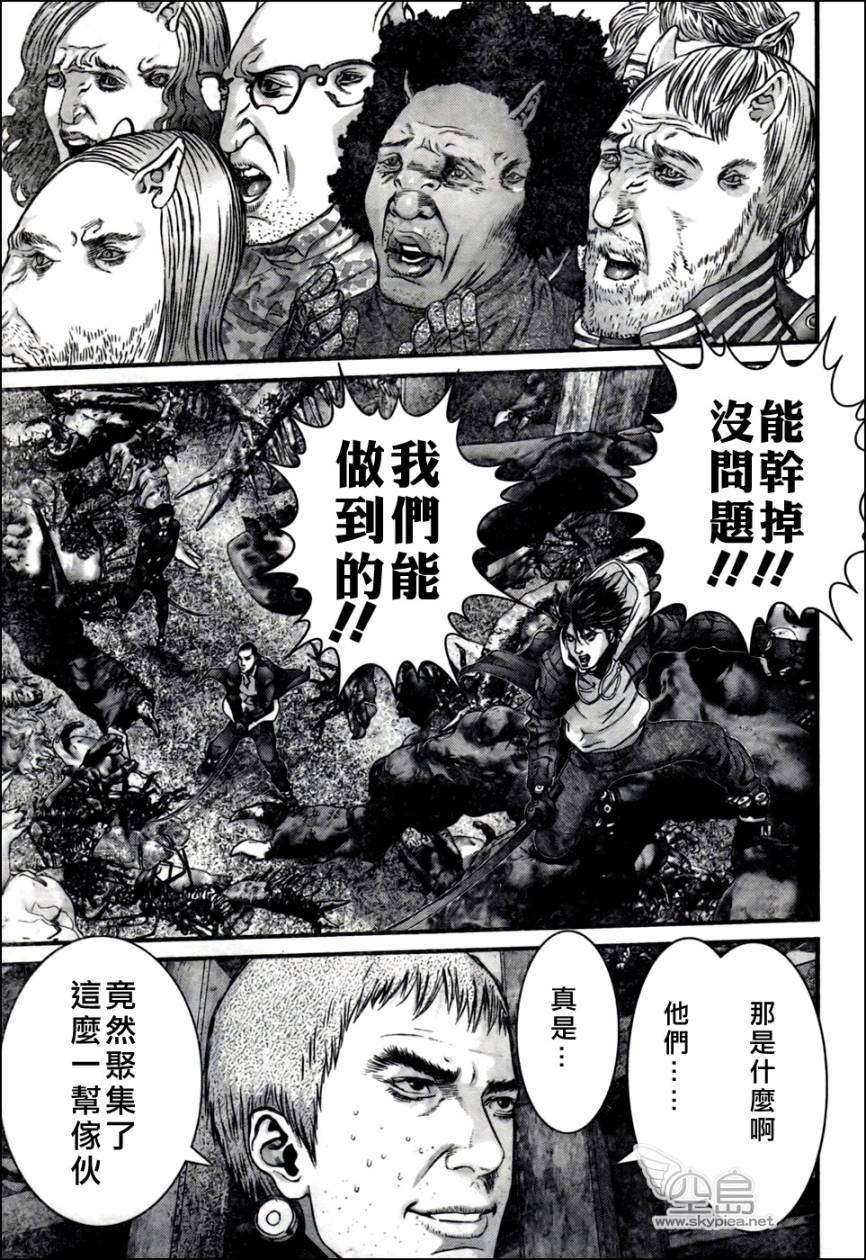 能幹掉
沒問題!!!!
我們能
做到的!!
那是什麼啊
他們……
真是…
竟然聚集了
這麼一幫傢伙
空島
www.skypiea.net